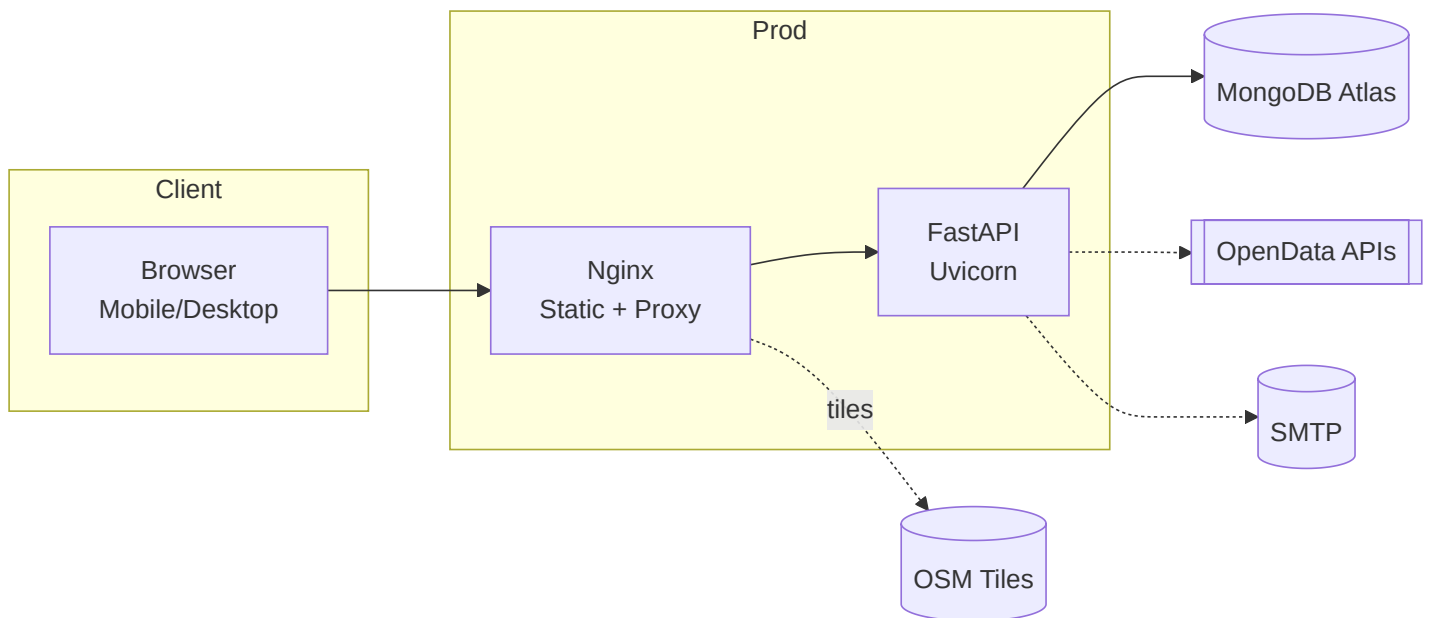 Client
Browser
Mobile/Desktop
Prod
Nginx
Static + Proxy
FastAPI
Uvicorn
tiles
MongoDB Atlas
OpenData APIs
SMTP
OSM Tiles